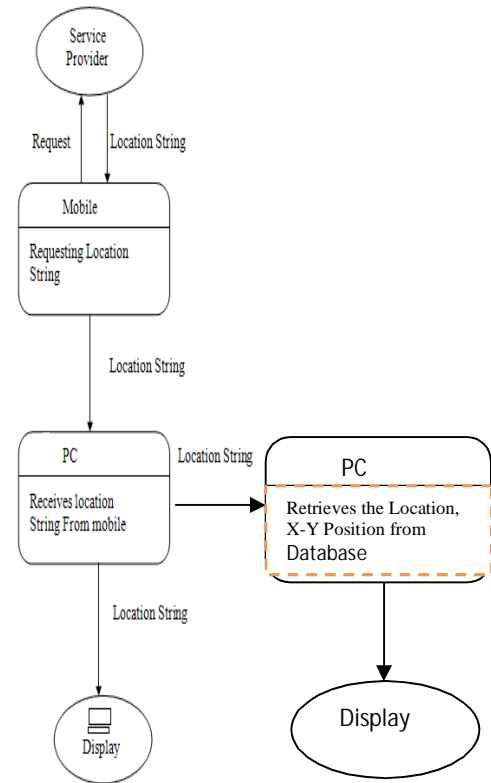 Service
Provider
Request
Location String
Mobile
Requesting Location
String
Location String
PC
Receives location
String From mobile
Location String
PC
Retrieves the Location,
X-Y Position from
Database
Location String
Display
Display